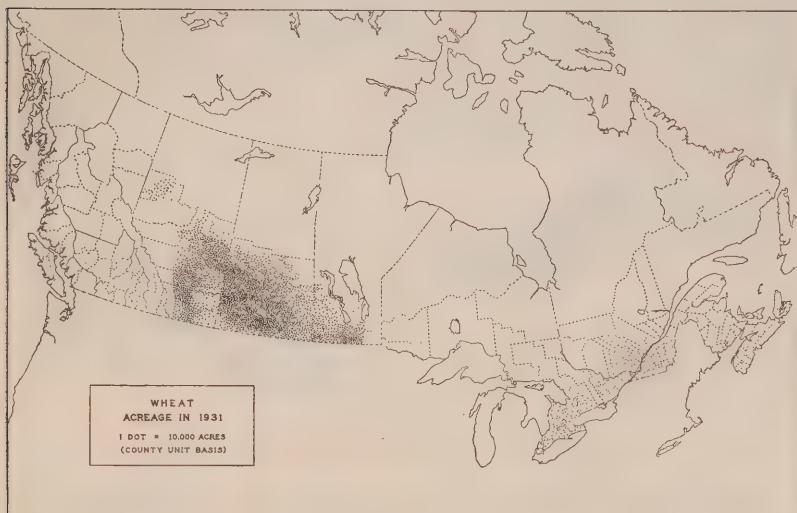 WHEAT
ACREAGE IN 1931
1 DOT = 10.000 ACRES
(COUNTY UNIT BASIS)